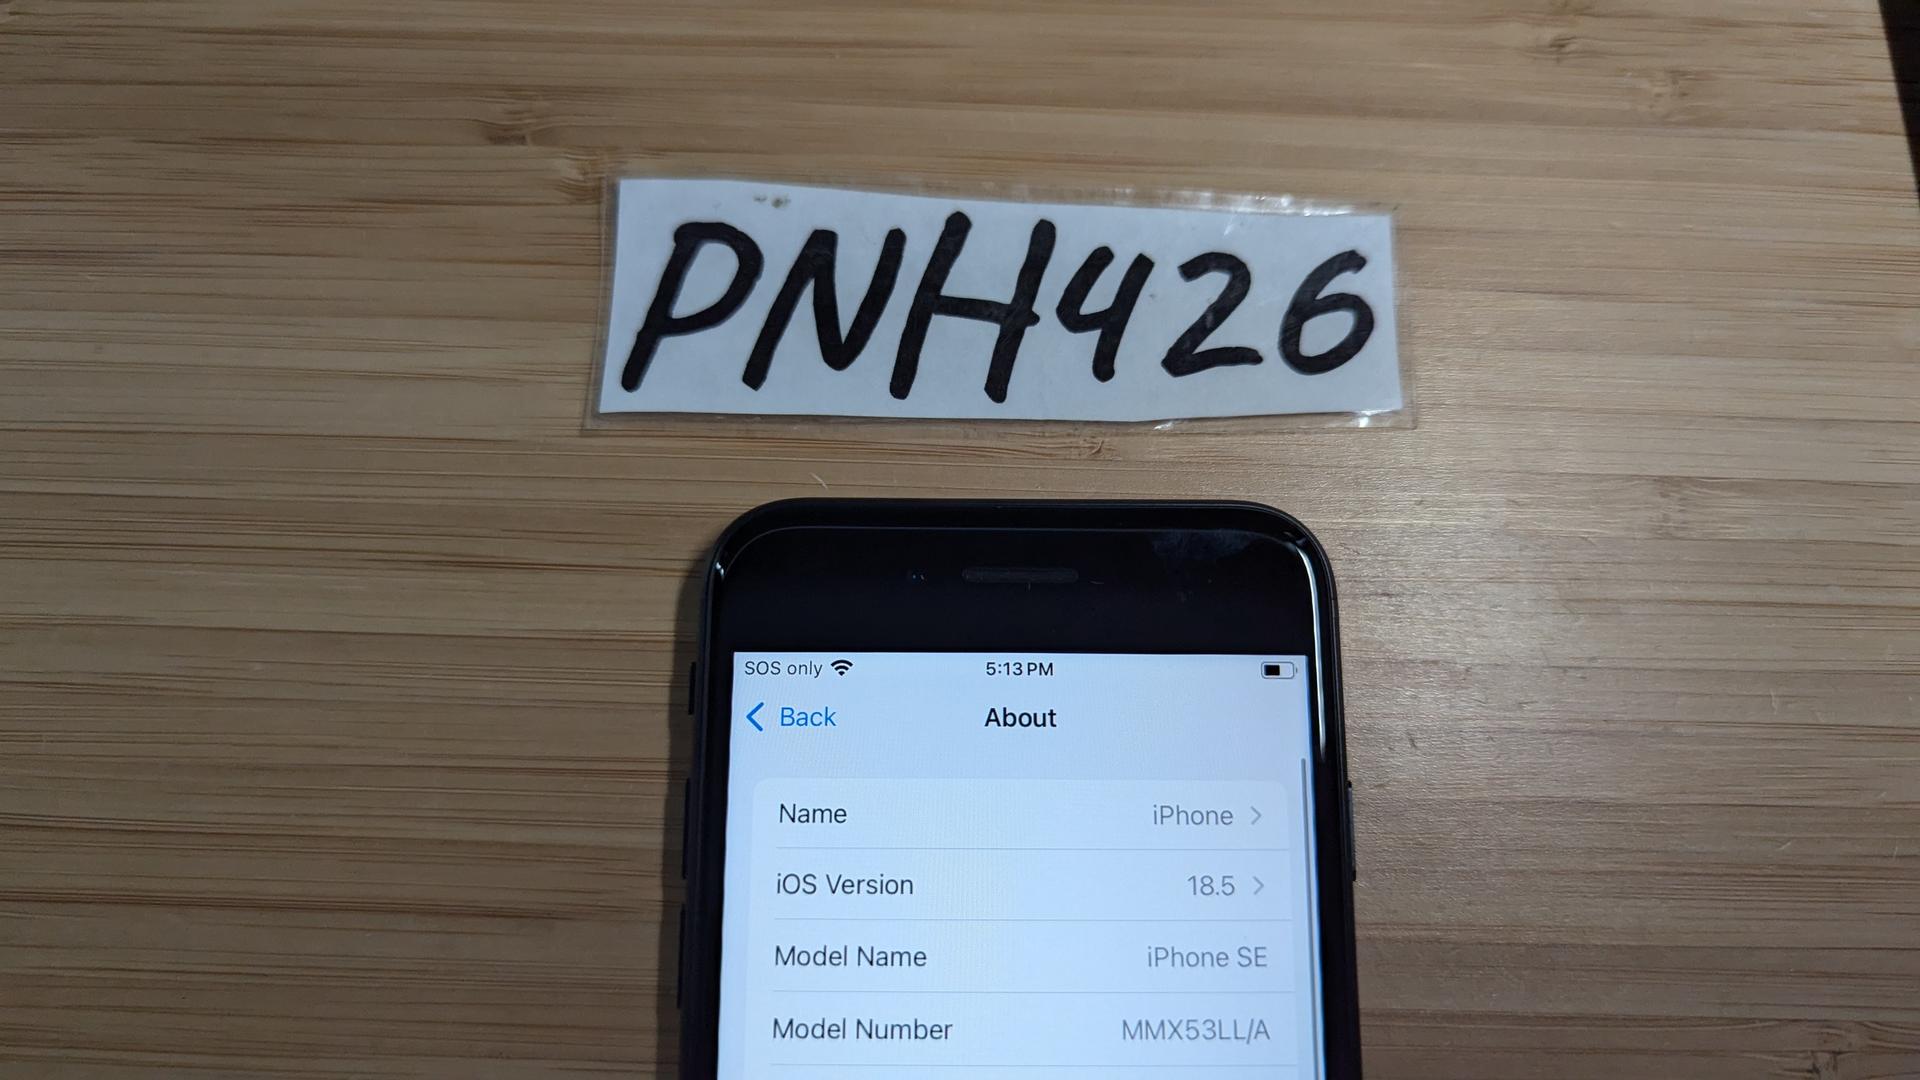 PNH426
SOS only 5:13 PM
Back About
Name iPhone
iOS Version 18.5
Model Name iPhone SE
Model Number MMX53LL/A